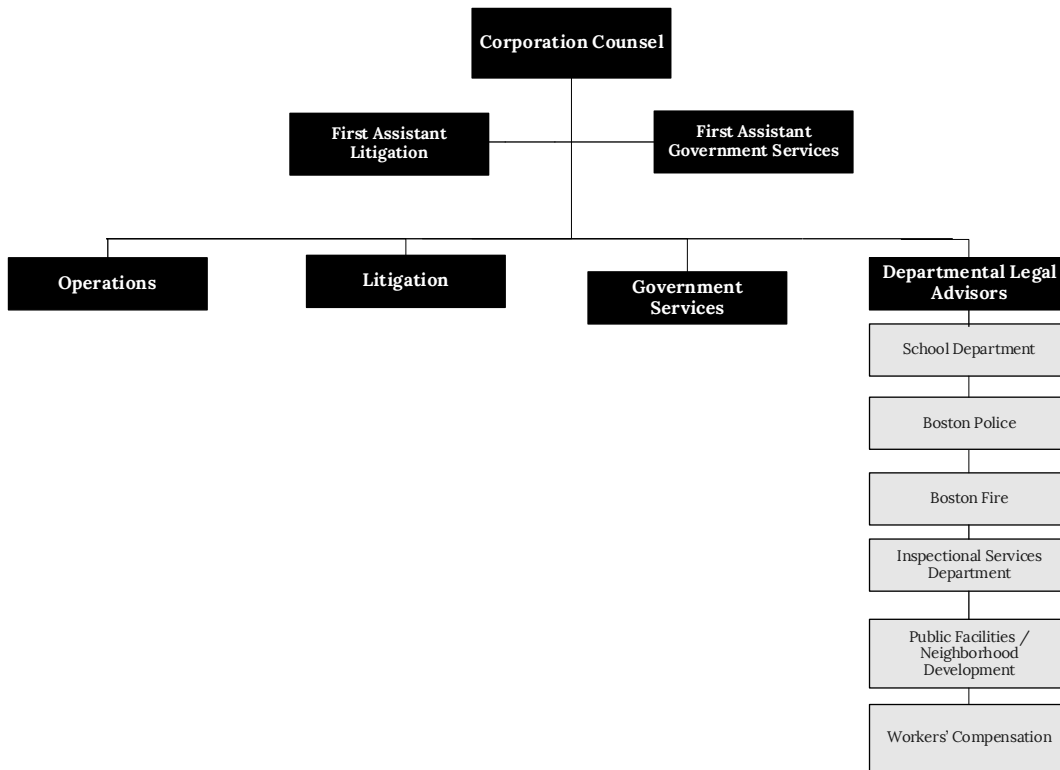 Corporation Counsel
First Assistant
Litigation
First Assistant
Government Services
Operations
Litigation
Government
Services
Departmental Legal
Advisors
School Department
Boston Police
Boston Fire
Inspectional Services
Department
Public Facilities /
Neighborhood
Development
Workers’ Compensation